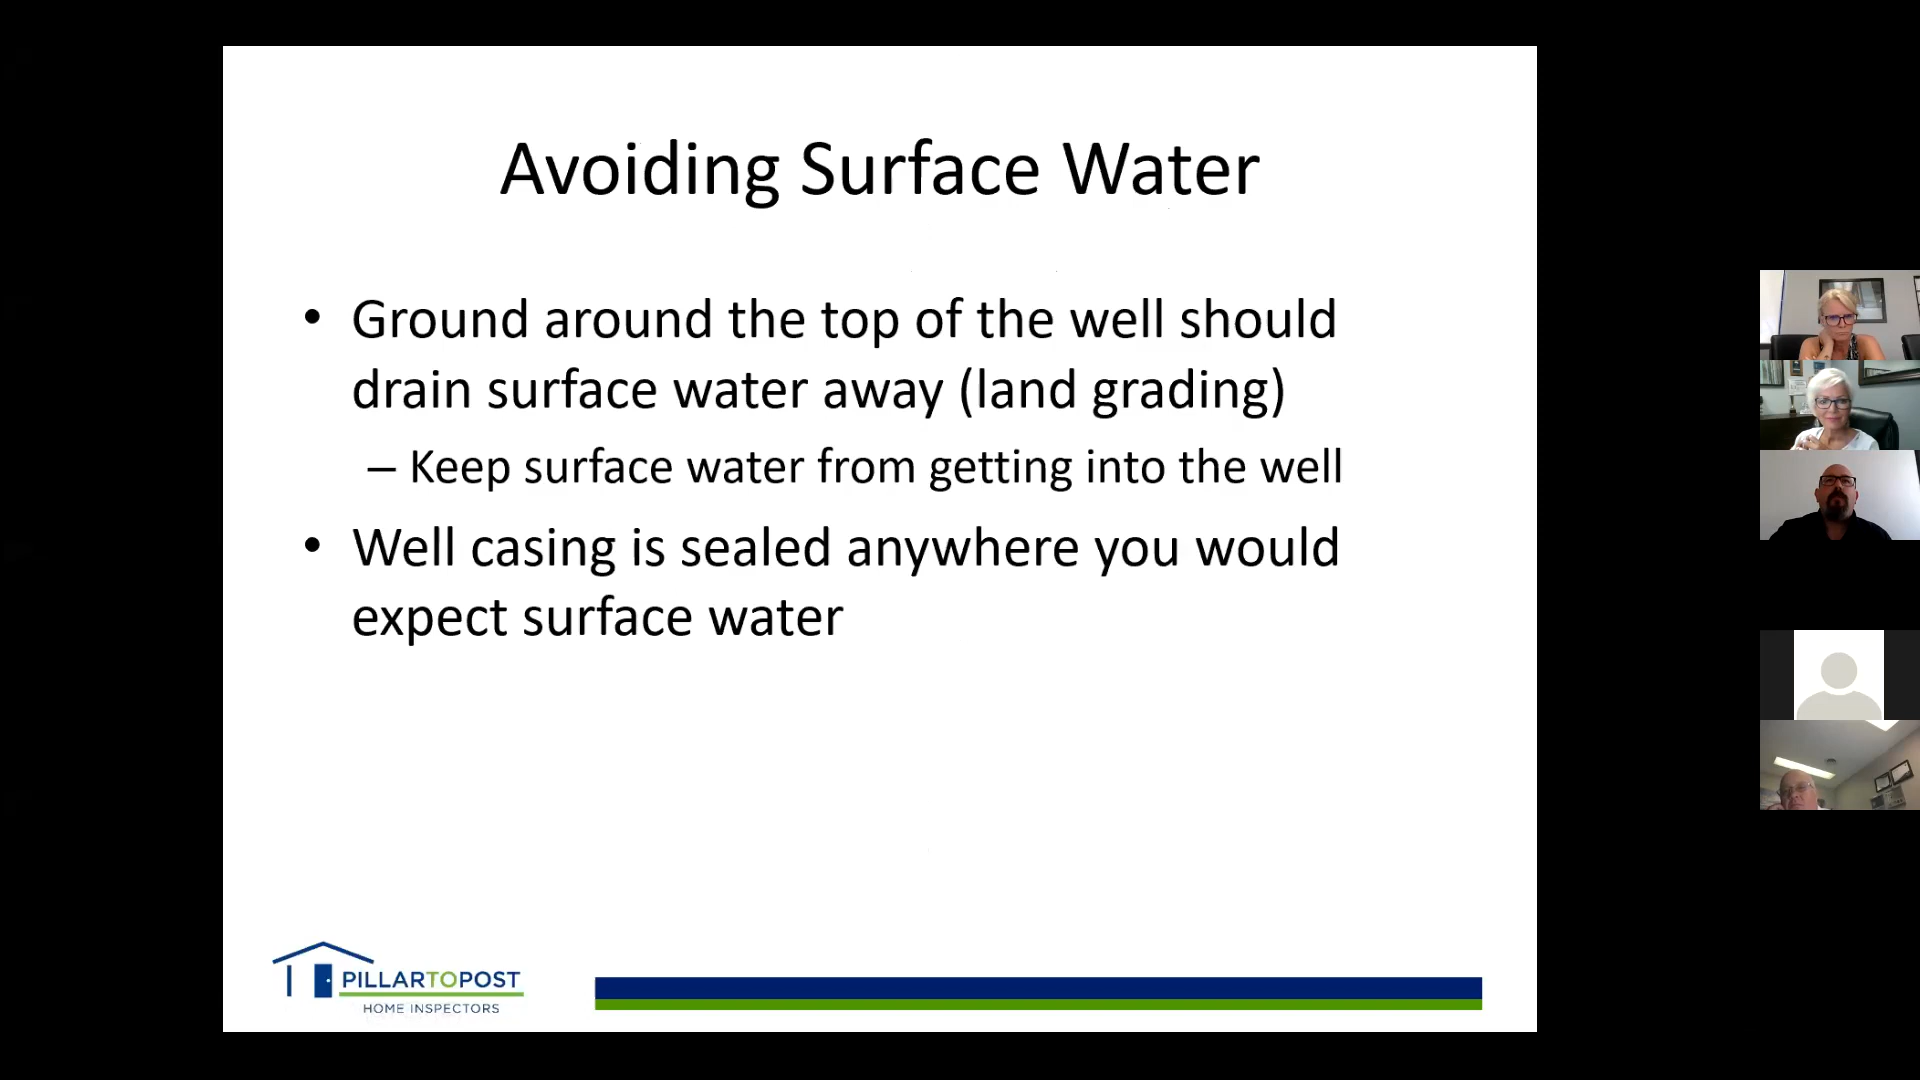 Avoiding Surface Water
• Ground around the top of the well should
drain surface water away (land grading)
– Keep surface water from getting into the well
• Well casing is sealed anywhere you would
expect surface water
PILLARTOPOST
HOME INSPECTORS